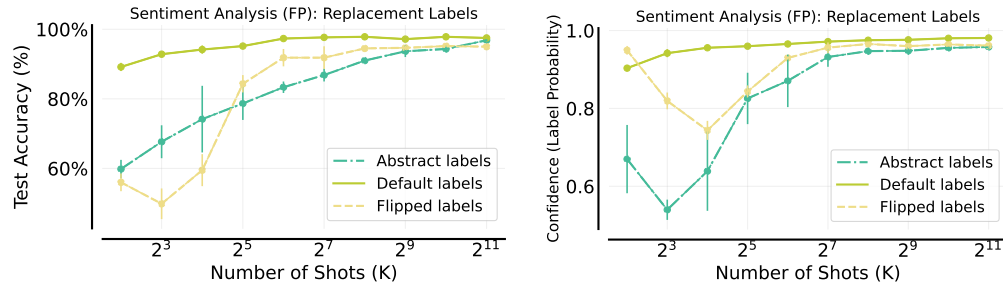 Sentiment Analysis (FP): Replacement Labels
100%
80%
60%
Test Accuracy (%)
Abstract labels
Default labels
Flipped labels
2^3 2^5 2^7 2^9 2^11
Number of Shots (K)
Sentiment Analysis (FP): Replacement Labels
1.0
0.8
0.6
Confidence (Label Probability)
Abstract labels
Default labels
Flipped labels
2^3 2^5 2^7 2^9 2^11
Number of Shots (K)